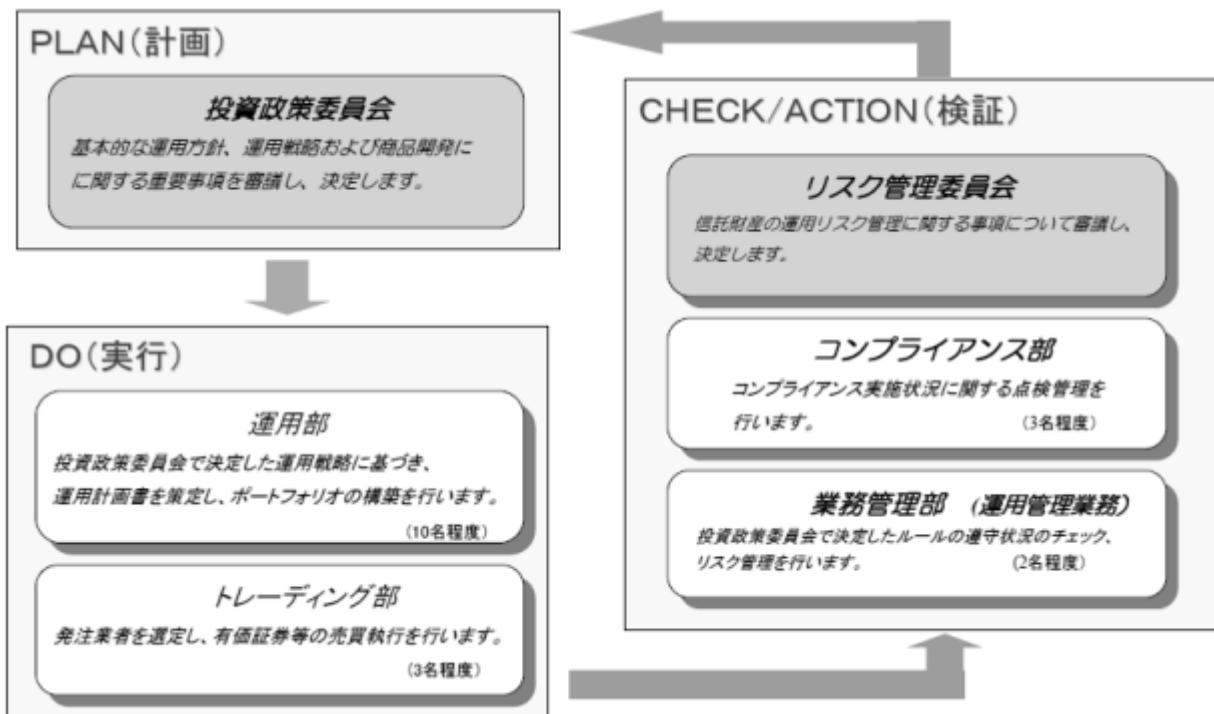 PLAN（計画）
投資政策委員会
基本的な運用方針、運用戦略および商品開発に
に関する重要事項を審議し、決定します。
DO（実行）
運用部
投資政策委員会で決定した運用戦略に基づき、
運用計画書を策定し、ポートフォリオの構築を行います。
（10名程度）
トレーディング部
発注業者を選定し、有価証券等の売買執行を行います。
（3名程度）
CHECK/ACTION（検証）
リスク管理委員会
信託財産の運用リスク管理に関する事項について審議し、
決定します。
コンプライアンス部
コンプライアンス実施状況に関する点検管理を
行います。 （3名程度）
業務管理部 （運用管理業務）
投資政策委員会で決定したルールの遵守状況のチェック、
リスク管理を行います。 （2名程度）